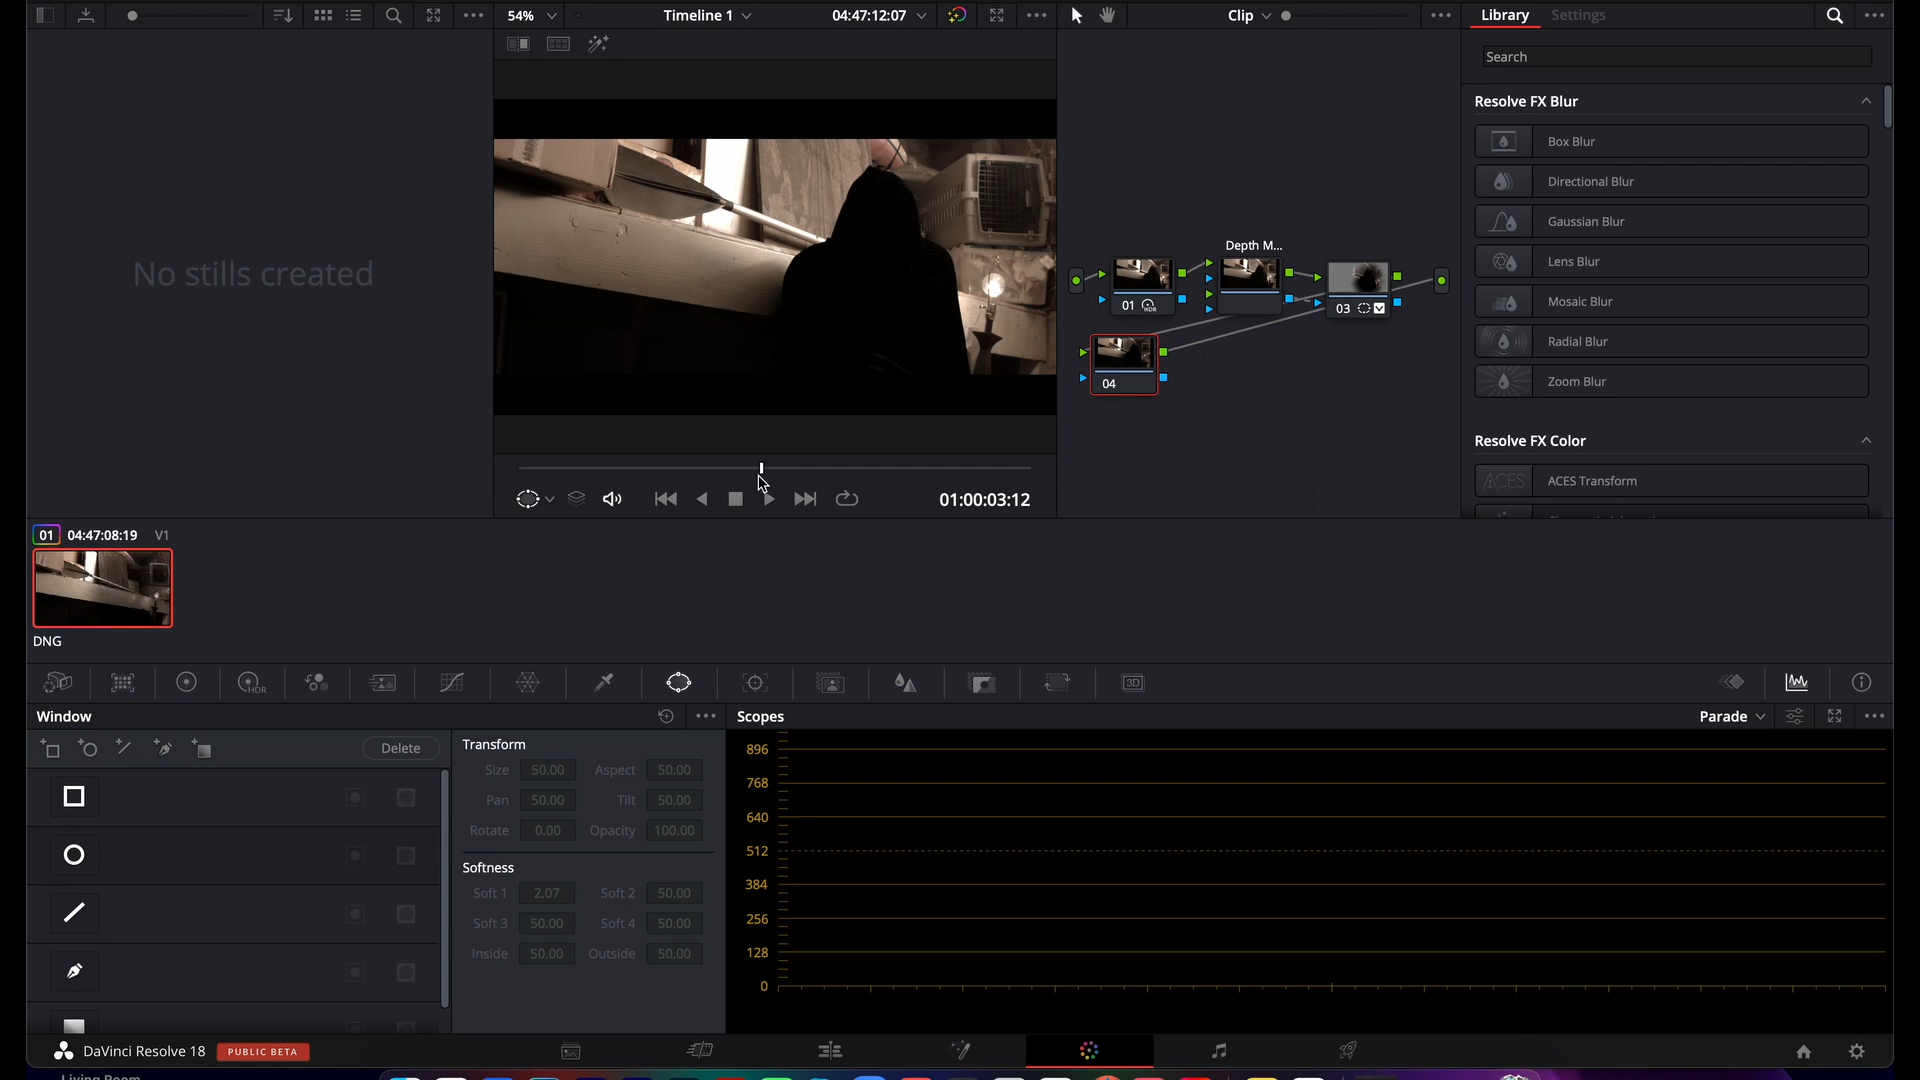 54%
Timeline 1
04:47:12:07
Clip
Library
Settings
Search
Resolve FX Blur
Box Blur
Directional Blur
Gaussian Blur
Lens Blur
Mosaic Blur
Radial Blur
Zoom Blur
Resolve FX Color
ACES
ACES Transform
No stills created
Depth M...
01
HDR
03
04
01:00:03:12
01 04:47:08:19 V1
DNG
HDR
3D
Window
Delete
Transform
Size 50.00 Aspect 50.00
Pan 50.00 Tilt 50.00
Rotate 0.00 Opacity 100.00
Softness
Soft 1 2.07 Soft 2 50.00
Soft 3 50.00 Soft 4 50.00
Inside 50.00 Outside 50.00
Scopes
Parade
896
768
640
512
384
256
128
0
DaVinci Resolve 18
PUBLIC BETA
Living Room